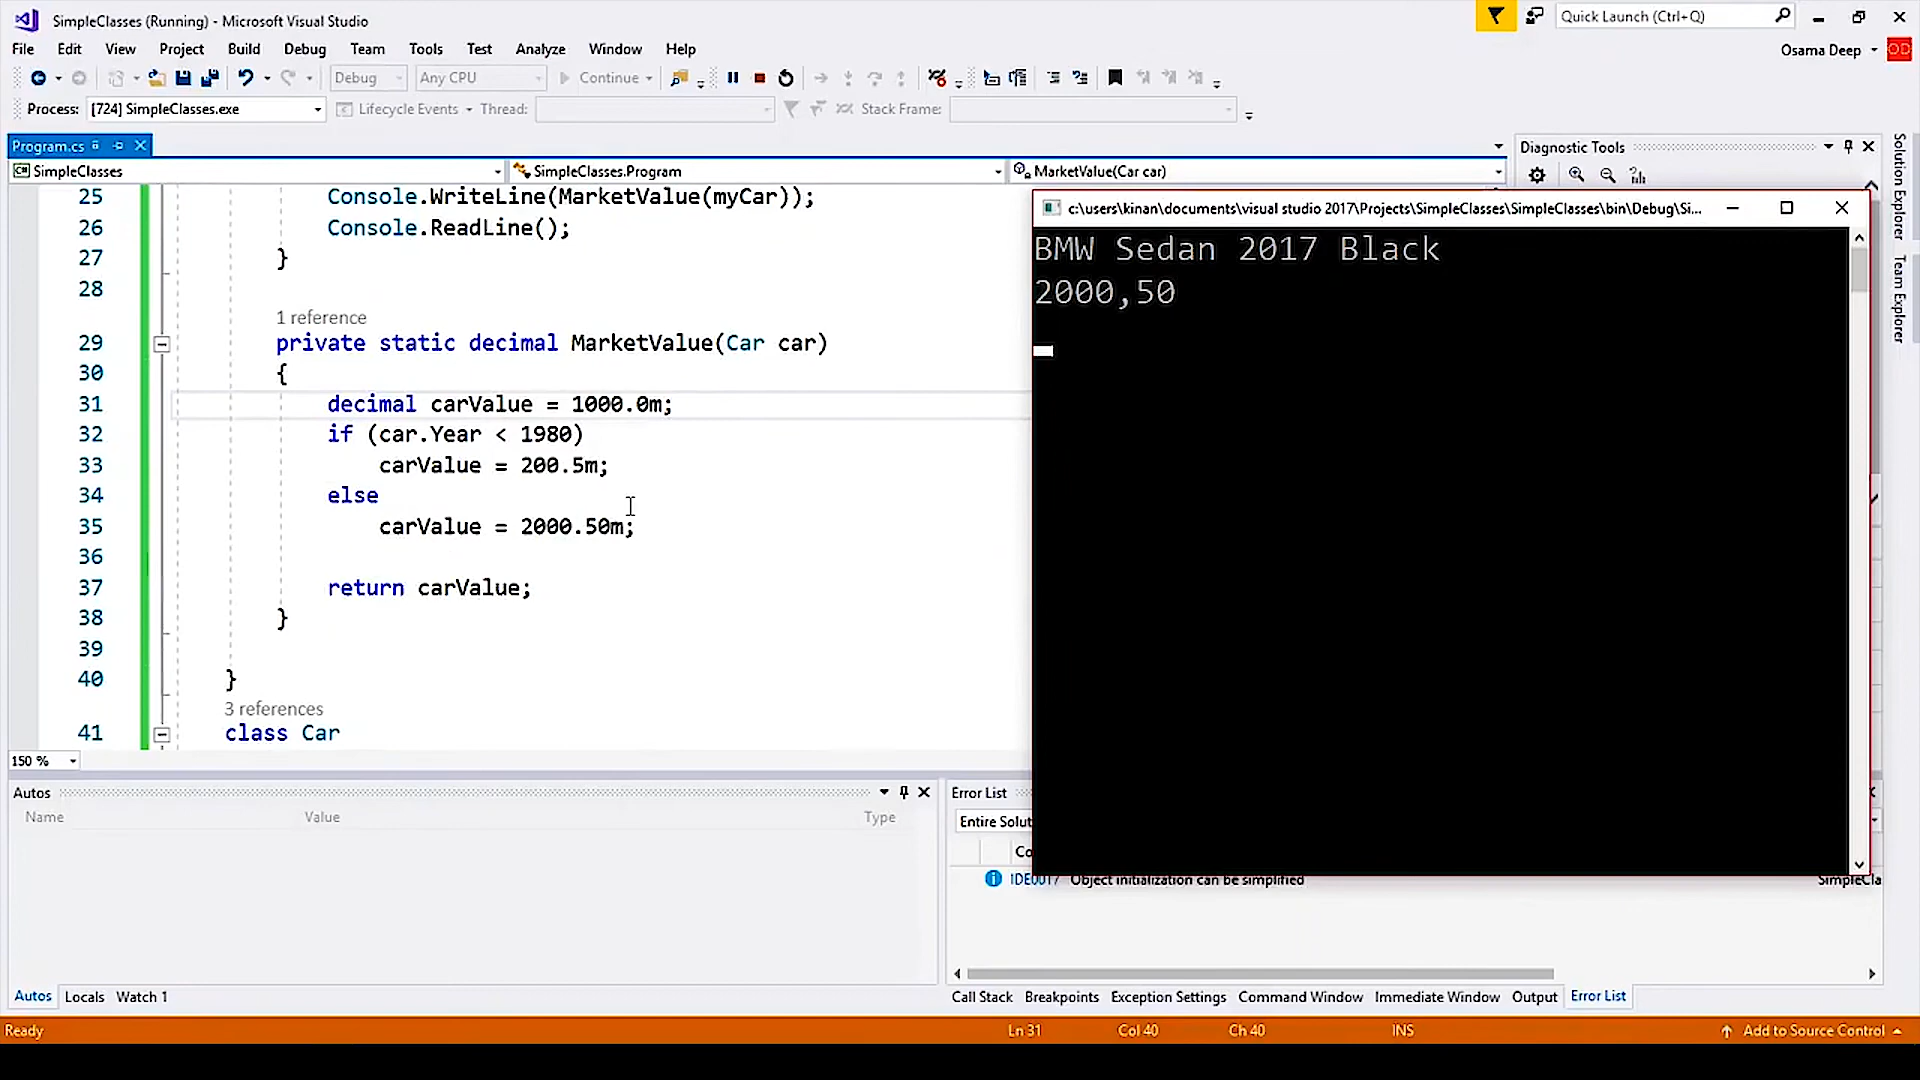 SimpleClasses (Running) - Microsoft Visual Studio
Quick Launch (Ctrl+Q)
File Edit View Project Build Debug Team Tools Test Analyze Window Help
Osama Deep OD
Debug Any CPU Continue
Process: [724] SimpleClasses.exe Lifecycle Events Thread: Stack Frame:
Program.cs
Diagnostic Tools
SimpleClasses SimpleClasses.Program MarketValue(Car car)
Solution Explorer
Team Explorer
25 Console.WriteLine(MarketValue(myCar));
26 Console.ReadLine();
27 }
28
1 reference
29 private static decimal MarketValue(Car car)
30 {
31 decimal carValue = 1000.0m;
32 if (car.Year < 1980)
33 carValue = 200.5m;
34 else
35 carValue = 2000.50m;
36
37 return carValue;
38 }
39
40 }
3 references
41 class Car
150 %
c:\users\kinan\documents\visual studio 2017\Projects\SimpleClasses\SimpleClasses\bin\Debug\Si...
BMW Sedan 2017 Black
2000,50
Autos
Name Value Type
Error List
Entire Solut
Co
IDE0017 Object initialization can be simplified SimpleCla
Autos Locals Watch 1
Call Stack Breakpoints Exception Settings Command Window Immediate Window Output Error List
Ready Ln 31 Col 40 Ch 40 INS Add to Source Control